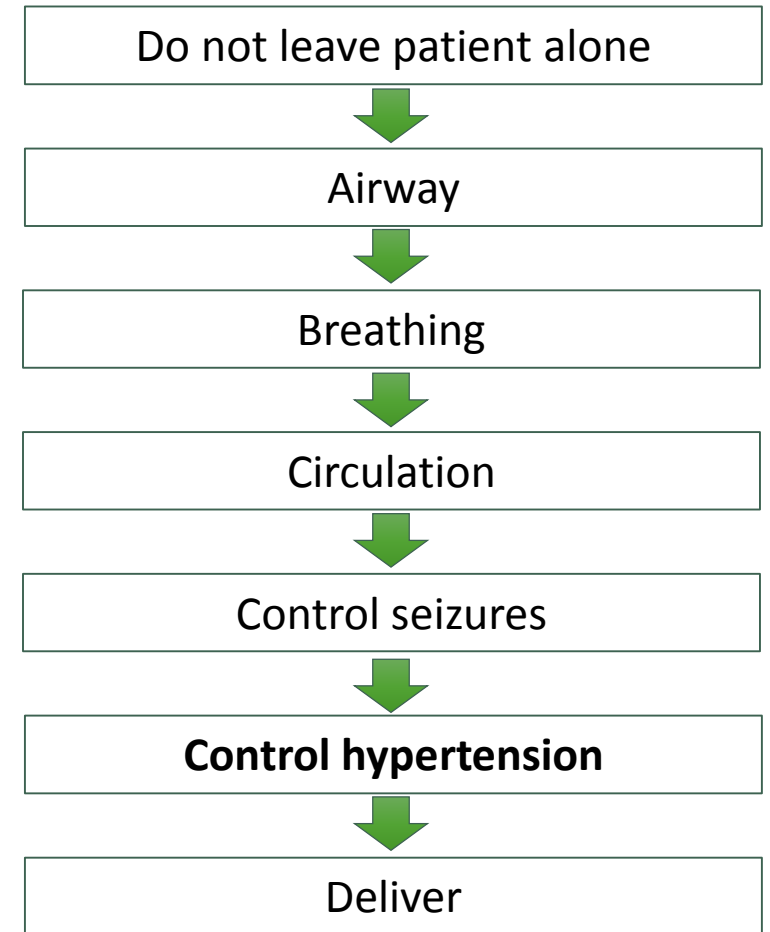 Do not leave patient alone
Airway
Breathing
Circulation
Control seizures
Control hypertension
Deliver